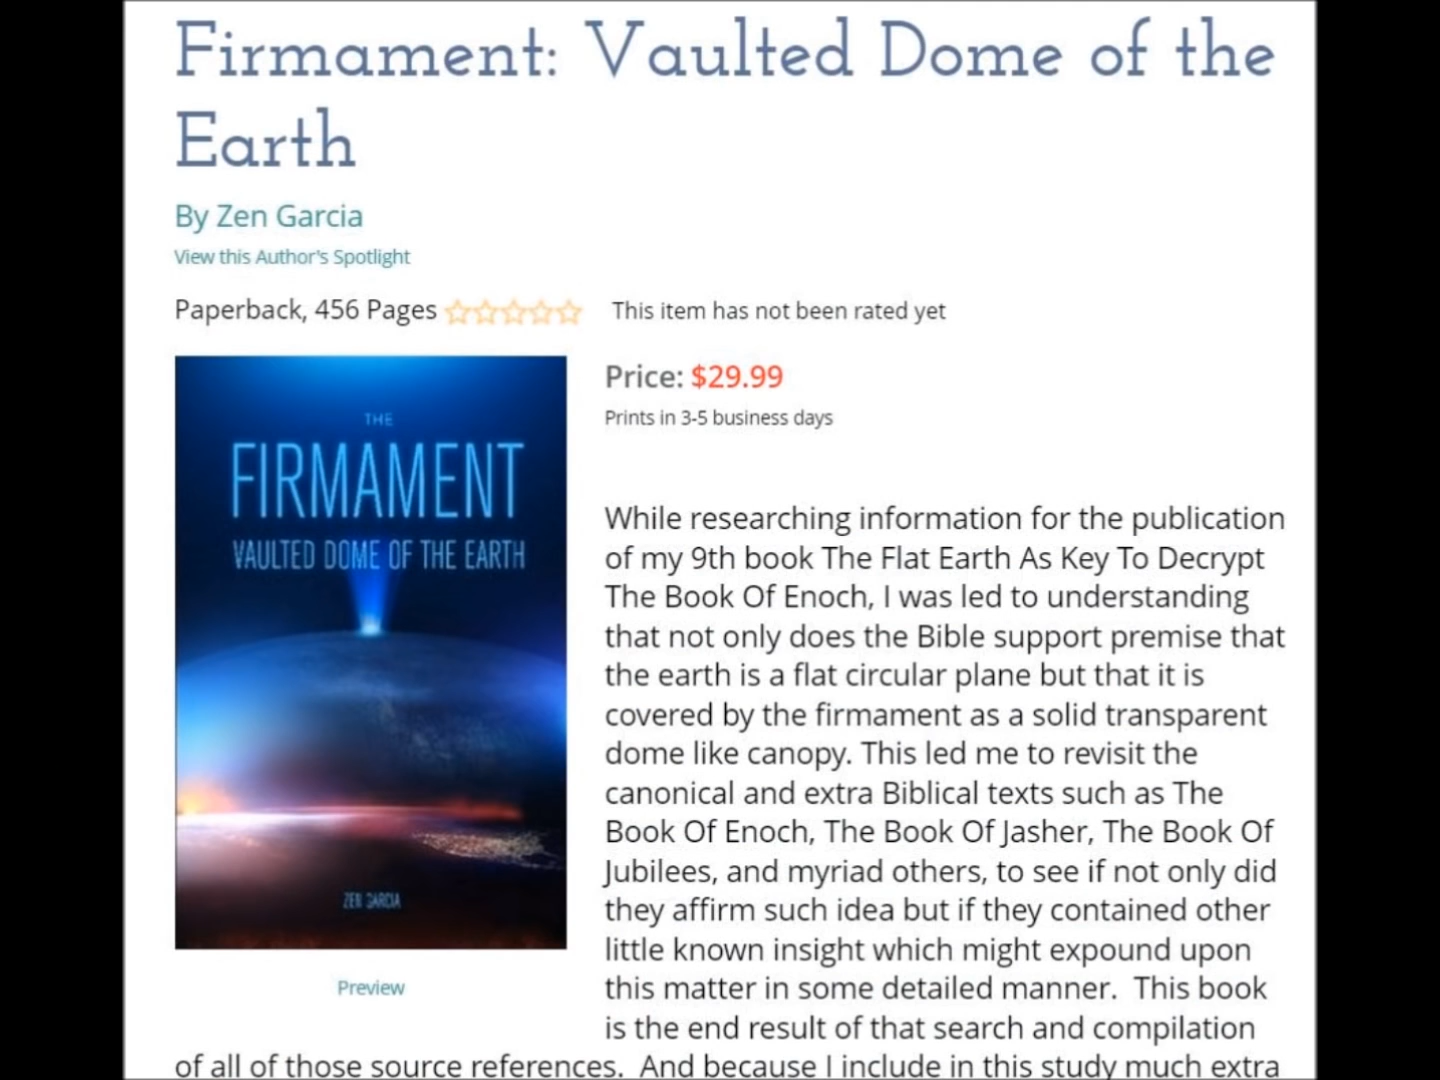 Firmament: Vaulted Dome of the
Earth
By Zen Garcia
View this Author's Spotlight
Paperback, 456 Pages
This item has not been rated yet
THE
FIRMAMENT
VAULTED DOME OF THE EARTH
ZEN GARCIA
Preview
Price: $29.99
Prints in 3-5 business days
While researching information for the publication
of my 9th book The Flat Earth As Key To Decrypt
The Book Of Enoch, I was led to understanding
that not only does the Bible support premise that
the earth is a flat circular plane but that it is
covered by the firmament as a solid transparent
dome like canopy. This led me to revisit the
canonical and extra Biblical texts such as The
Book Of Enoch, The Book Of Jasher, The Book Of
Jubilees, and myriad others, to see if not only did
they affirm such idea but if they contained other
little known insight which might expound upon
this matter in some detailed manner.  This book
is the end result of that search and compilation
of all of those source references.  And because I include in this study much extra